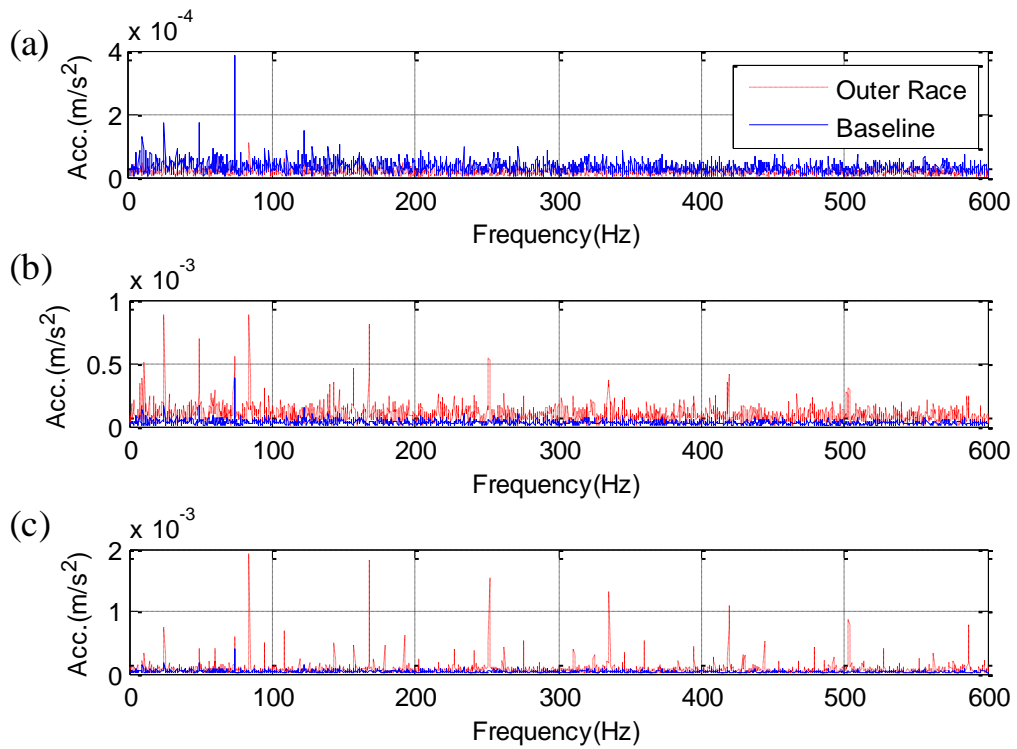 (a)
x 10^-4
Acc.(m/s²)
4
2
0
Outer Race
Baseline
0 100 200 300 400 500 600
Frequency(Hz)
(b)
x 10^-3
Acc.(m/s²)
1
0.5
0
0 100 200 300 400 500 600
Frequency(Hz)
(c)
x 10^-3
Acc.(m/s²)
2
1
0
0 100 200 300 400 500 600
Frequency(Hz)